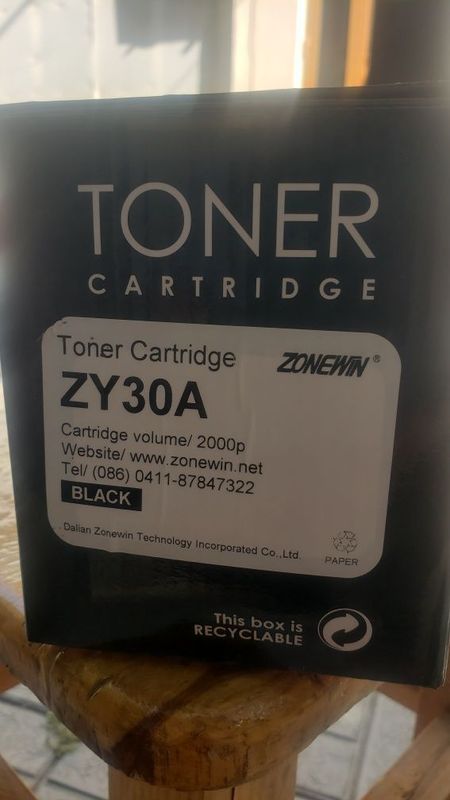 TONER
CARTRIDGE
Toner Cartridge
ZONEWIN®
ZY30A
Cartridge volume/ 2000p
Website/ www.zonewin.net
Tel/ (086) 0411-87847322
BLACK
Dalian Zonewin Technology Incorporated Co.,Ltd.
PAPER
This box is
RECYCLABLE